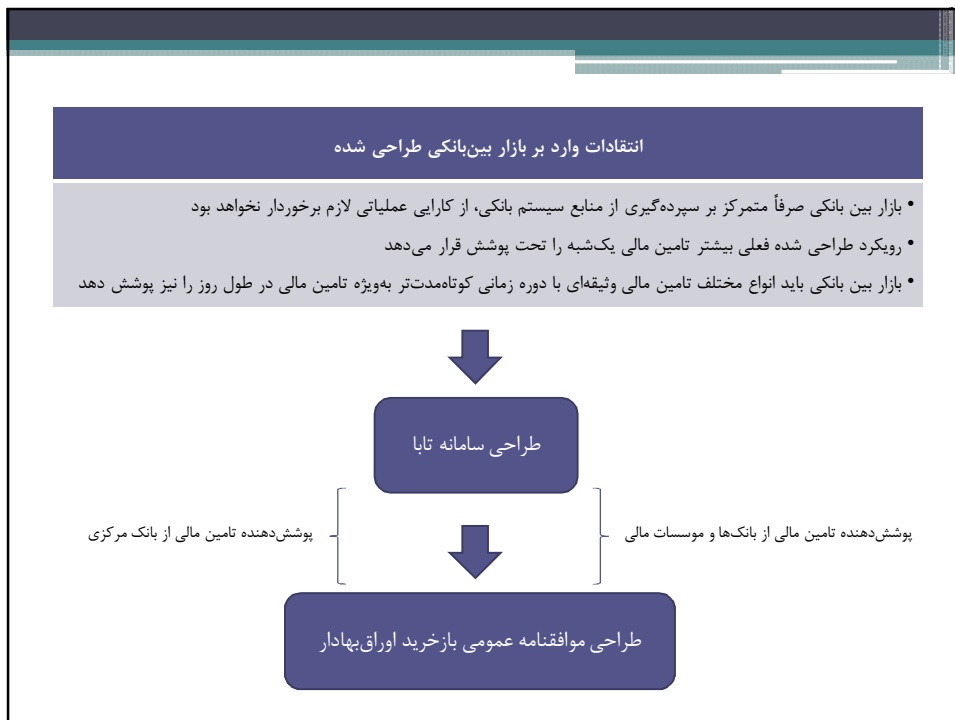 انتقادات وارد بر بازار بین‌بانکی طراحی شده
• بازار بین بانکی صرفاً متمرکز بر سپرده‌گیری از منابع سیستم بانکی، از کارایی عملیاتی لازم برخوردار نخواهد بود
• رویکرد طراحی شده فعلی بیشتر تامین مالی یک‌شبه را تحت پوشش قرار می‌دهد
• بازار بین بانکی باید انواع مختلف تامین مالی وثیقه‌ای با دوره زمانی کوتاه‌مدت‌تر به‌ویژه تامین مالی در طول روز را نیز پوشش دهد
طراحی سامانه تابا
پوشش‌دهنده تامین مالی از بانک‌ها و موسسات مالی
پوشش‌دهنده تامین مالی از بانک مرکزی
طراحی موافقنامه عمومی بازخرید اوراق‌بهادار